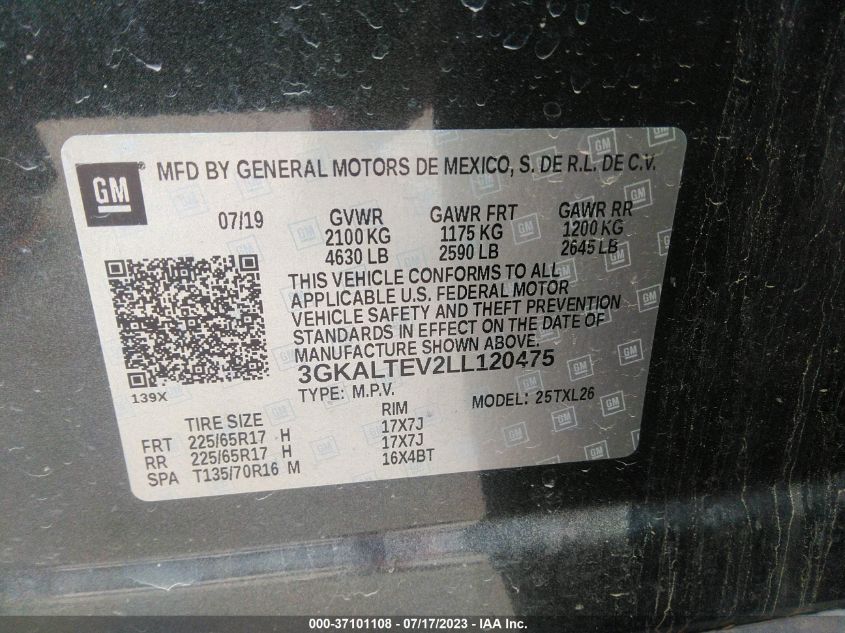 GM
MFD BY GENERAL MOTORS DE MEXICO, S. DE R.L. DE C.V.
07/19 GVWR GAWR FRT GAWR RR
2100 KG 1175 KG 1200 KG
4630 LB 2590 LB 2645 LB
THIS VEHICLE CONFORMS TO ALL
APPLICABLE U.S. FEDERAL MOTOR
VEHICLE SAFETY AND THEFT PREVENTION
STANDARDS IN EFFECT ON THE DATE OF
MANUFACTURE SHOWN ABOVE.
3GKALTEV2LL120475
139X
TYPE: M.P.V. MODEL: 25TXL26
TIRE SIZE RIM
FRT 225/65R17 H 17X7J
RR 225/65R17 H 17X7J
SPA T135/70R16 M 16X4BT
000-37101108 - 07/17/2023 - IAA Inc.